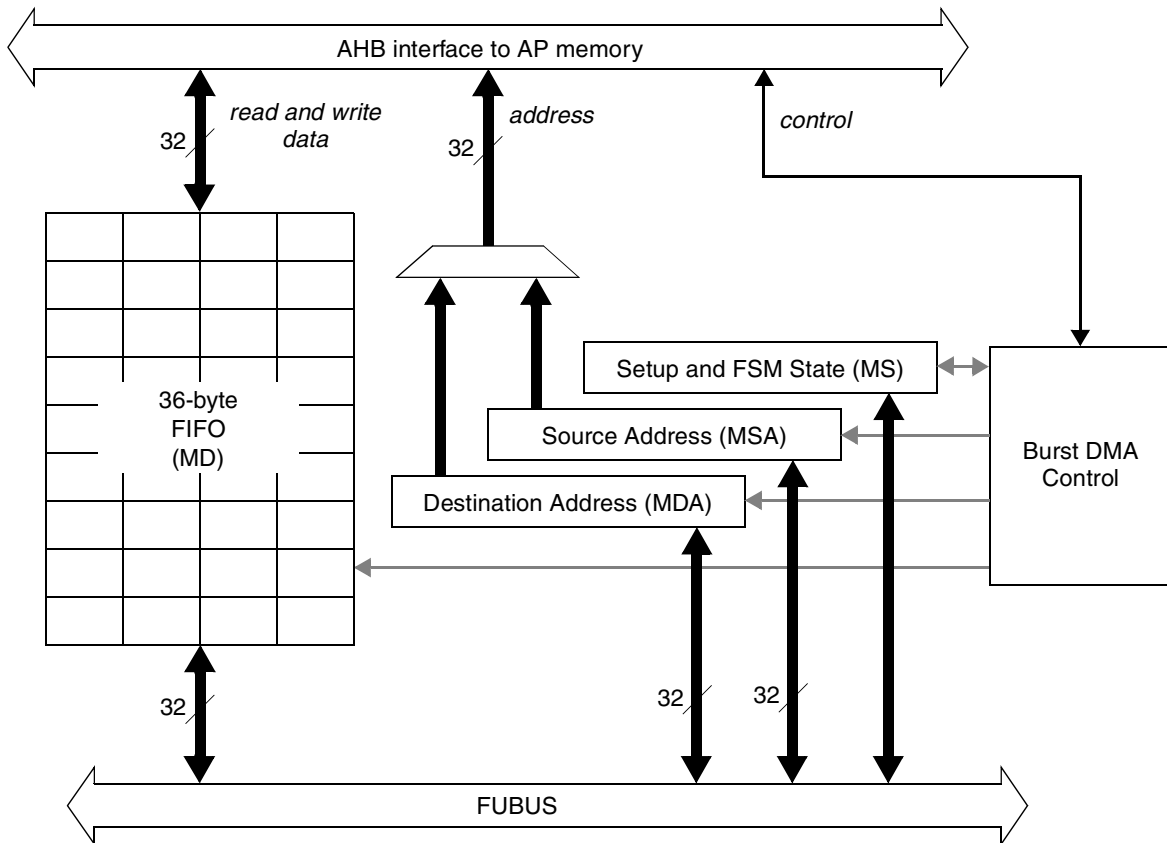 AHB interface to AP memory
read and write
data
32
address
32
control
36-byte
FIFO
(MD)
Setup and FSM State (MS)
Source Address (MSA)
Destination Address (MDA)
Burst DMA
Control
32
32
32
FUBUS